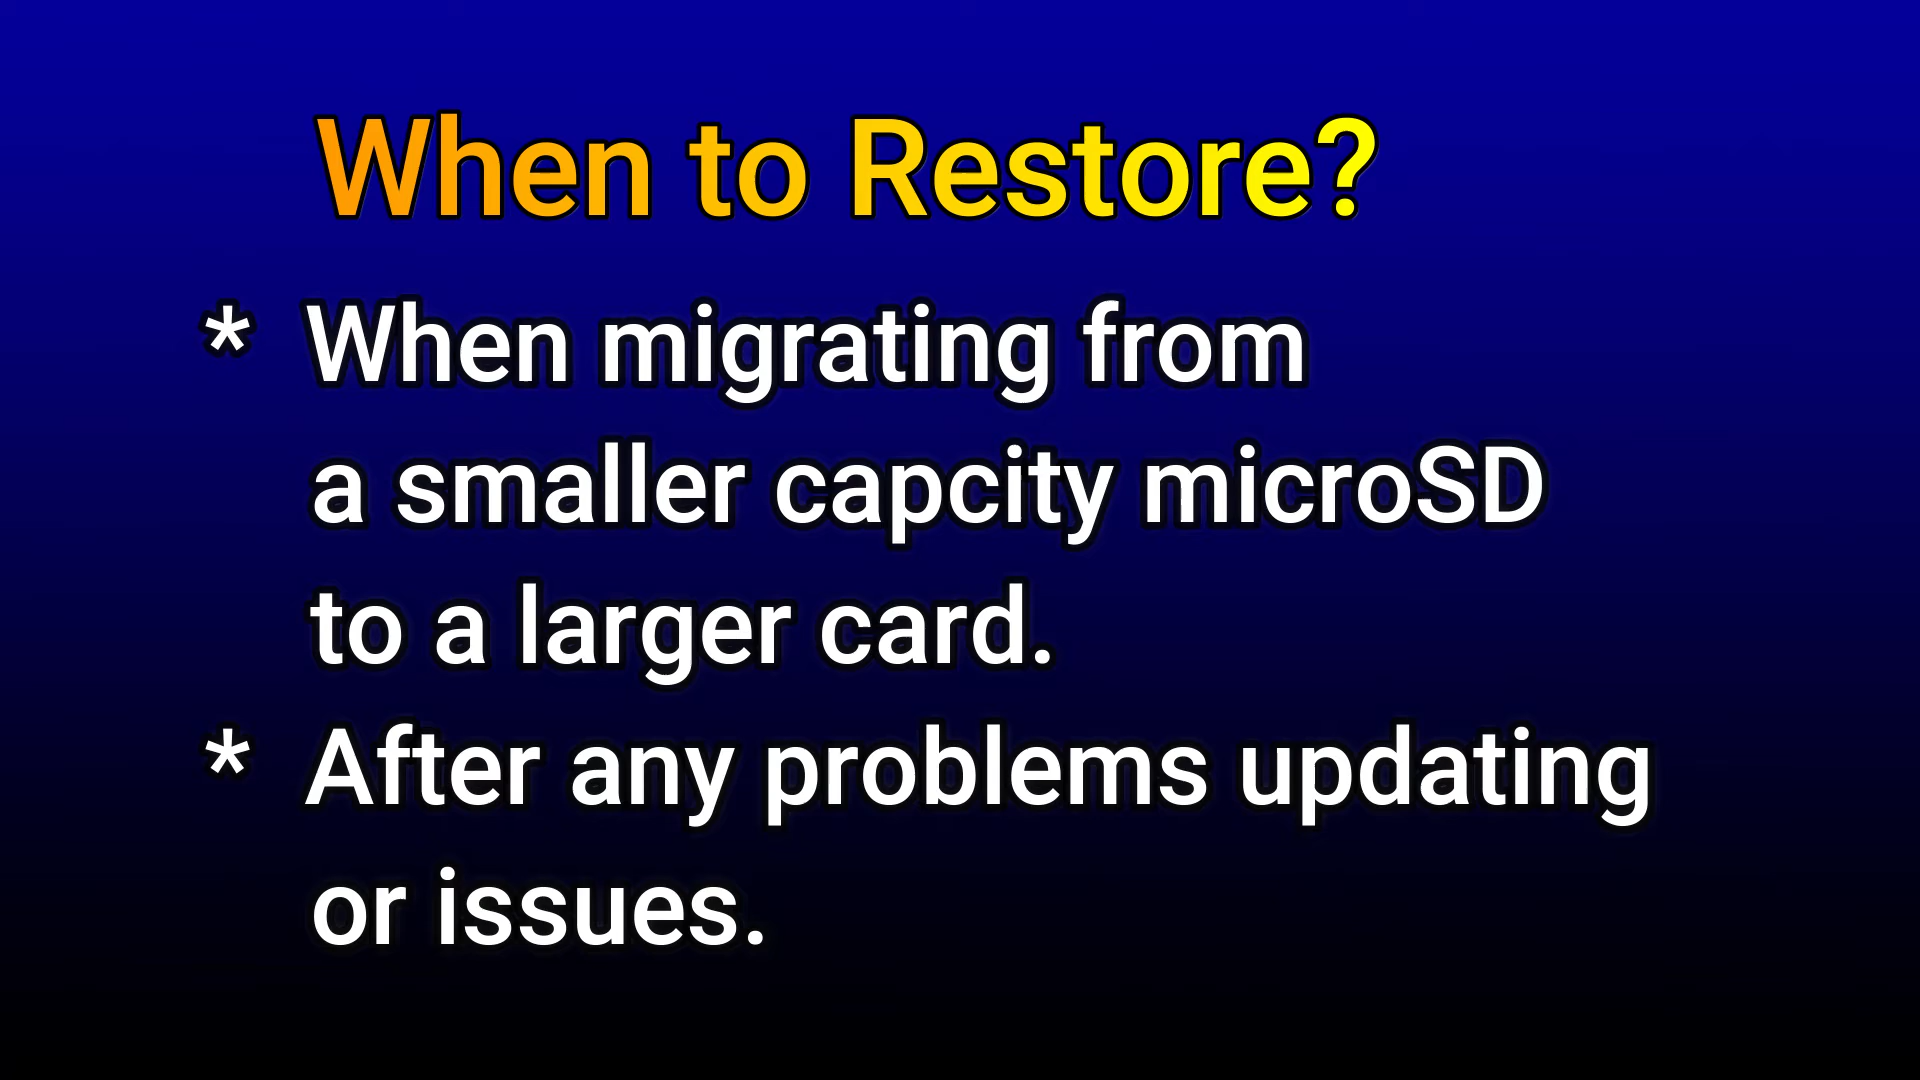 When to Restore?
* When migrating from
a smaller capcity microSD
to a larger card.
* After any problems updating
or issues.